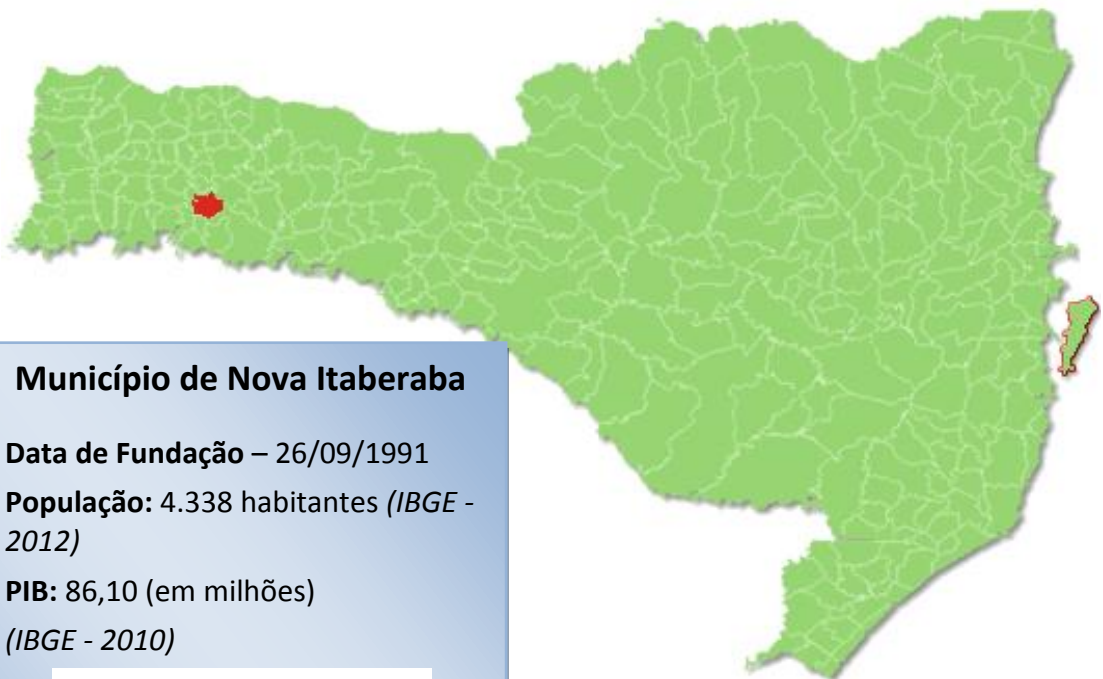 Município de Nova Itaberaba
Data de Fundação – 26/09/1991
População: 4.338 habitantes (IBGE -
2012)
PIB: 86,10 (em milhões)
(IBGE - 2010)